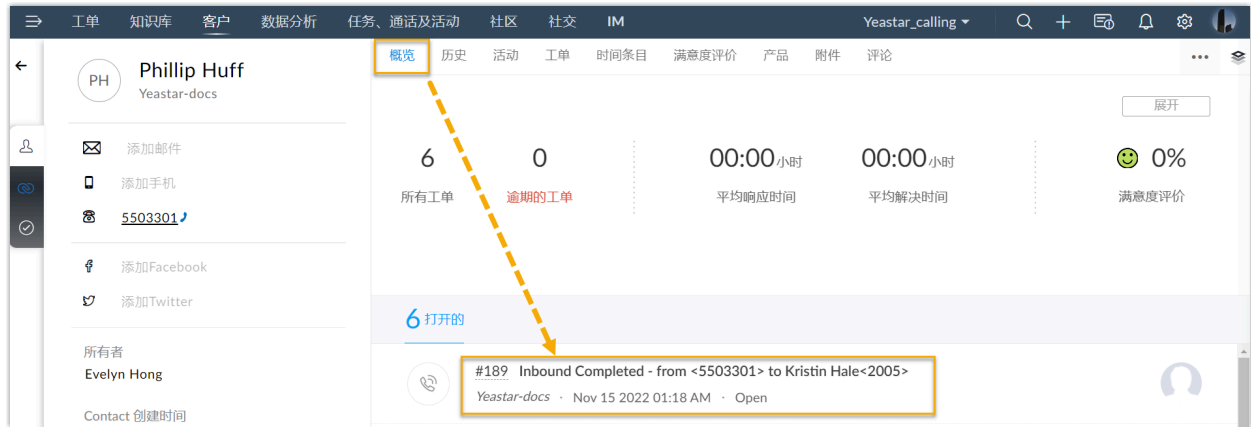 工单 知识库 客户 数据分析 任务、通话及活动 社区 社交 IM Yeastar_calling
PH
Phillip Huff
Yeastar-docs
添加邮件
添加手机
5503301
添加Facebook
添加Twitter
所有者
Evelyn Hong
Contact 创建时间
概览 历史 活动 工单 时间条目 满意度评价 产品 附件 评论
展开
6 0 00:00小时 00:00小时 0%
所有工单 逾期的工单 平均响应时间 平均解决时间 满意度评价
6 打开的
#189 Inbound Completed - from <5503301> to Kristin Hale<2005>
Yeastar-docs · Nov 15 2022 01:18 AM · Open